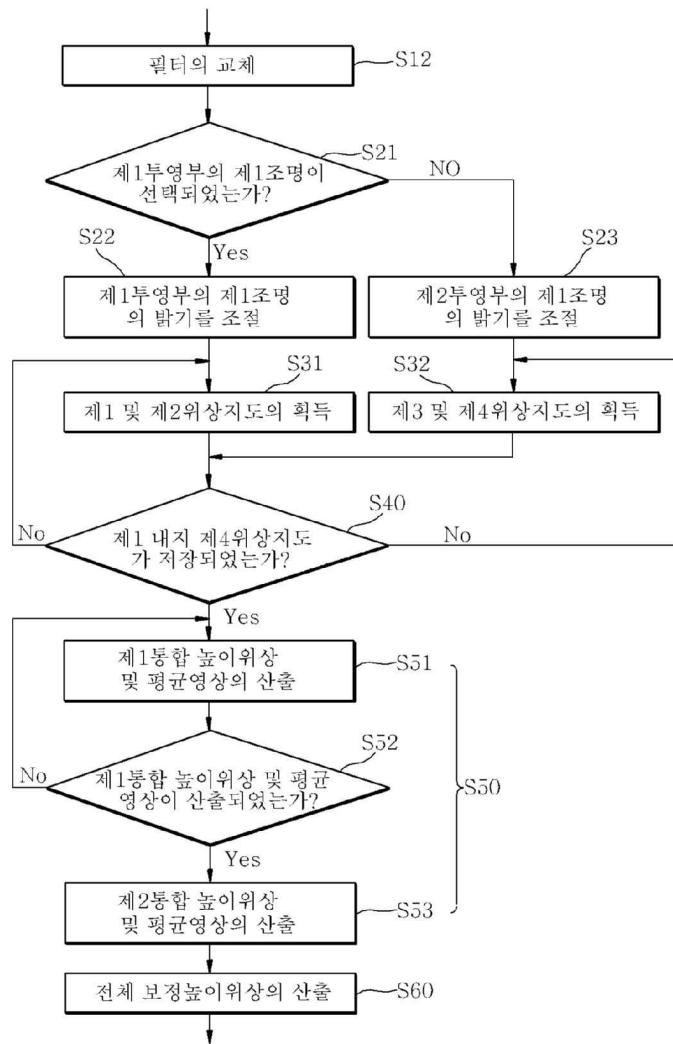 필터의 교체
S12
제1투영부의 제1조명이
선택되었는가?
S21
NO
Yes
S22
제1투영부의 제1조명
의 밝기를 조절
S23
제2투영부의 제1조명
의 밝기를 조절
S31
제1 및 제2위상지도의 획득
S32
제3 및 제4위상지도의 획득
S40
제1 내지 제4위상지도
가 저장되었는가?
No
No
Yes
제1통합 높이위상
및 평균영상의 산출
S51
S52
제1통합 높이위상 및 평균
영상이 산출되었는가?
No
S50
Yes
제2통합 높이위상
및 평균영상의 산출
S53
전체 보정높이위상의 산출
S60